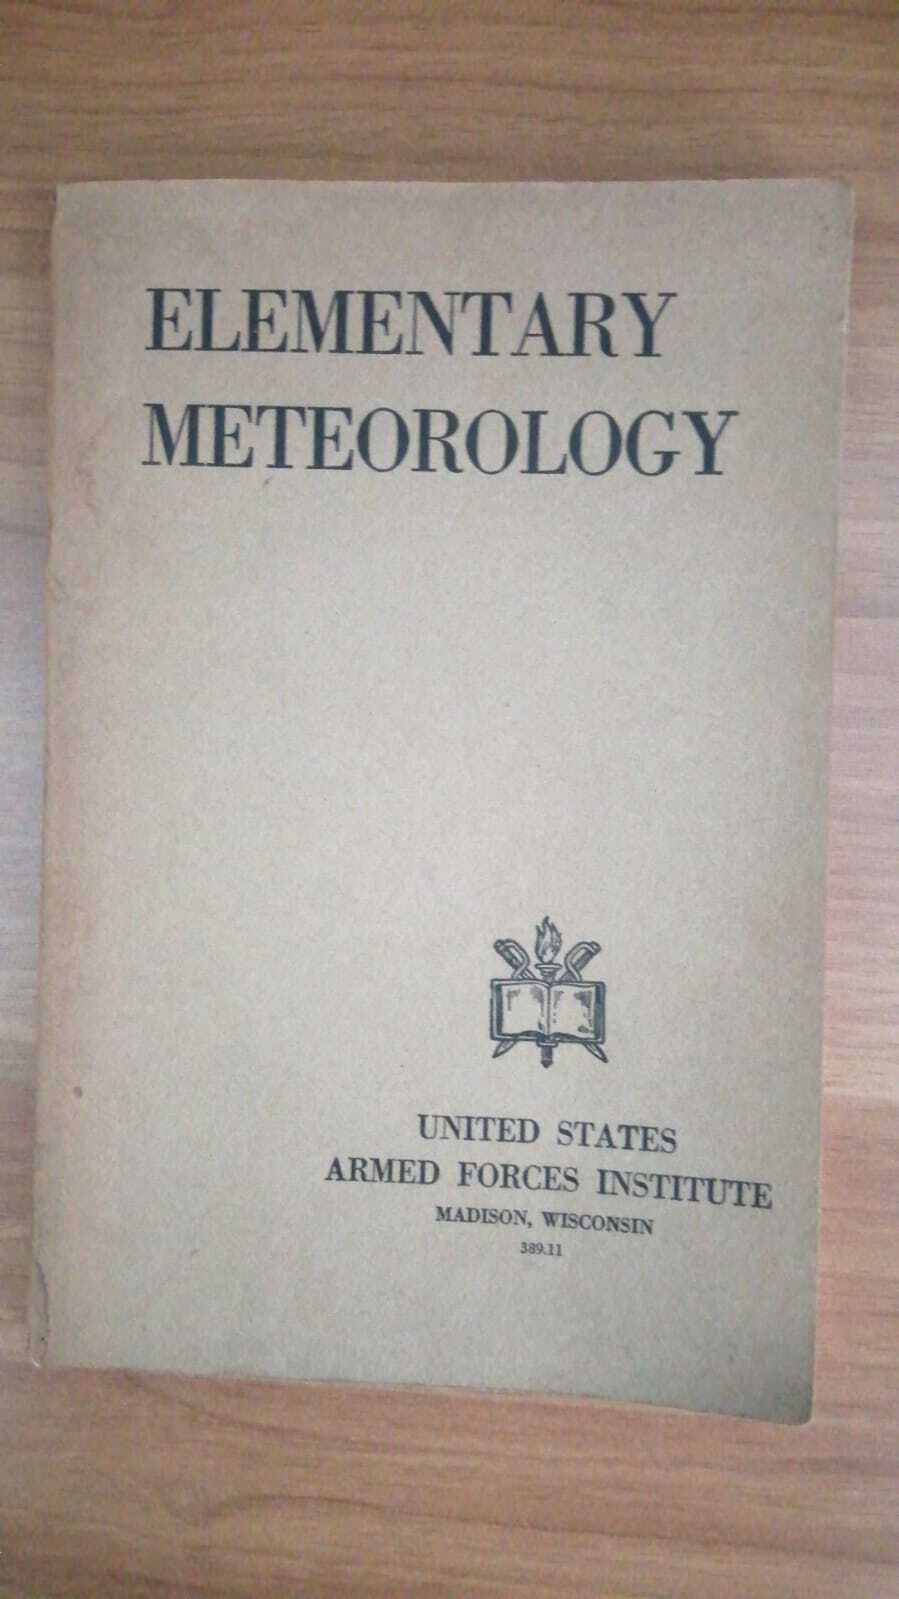 ELEMENTARY
METEOROLOGY
UNITED STATES
ARMED FORCES INSTITUTE
MADISON, WISCONSIN
389.11